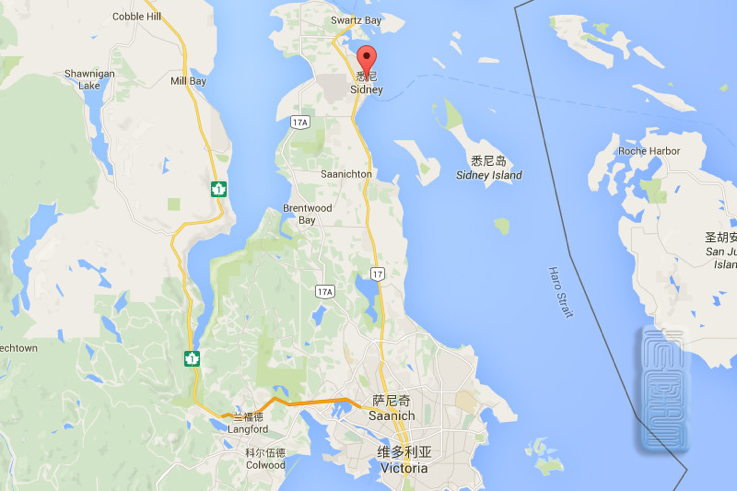 Cobble Hill
Swartz Bay
悉尼
Sidney
Shawnigan
Lake
Mill Bay
17A
Roche Harbor
悉尼岛
Sidney Island
Saanichton
1
Brentwood
Bay
圣胡安
San Ju
Islan
17
Haro Strait
17A
echtown
1
萨尼奇
Saanich
兰福德
Langford
科尔伍德
Colwood
维多利亚
Victoria